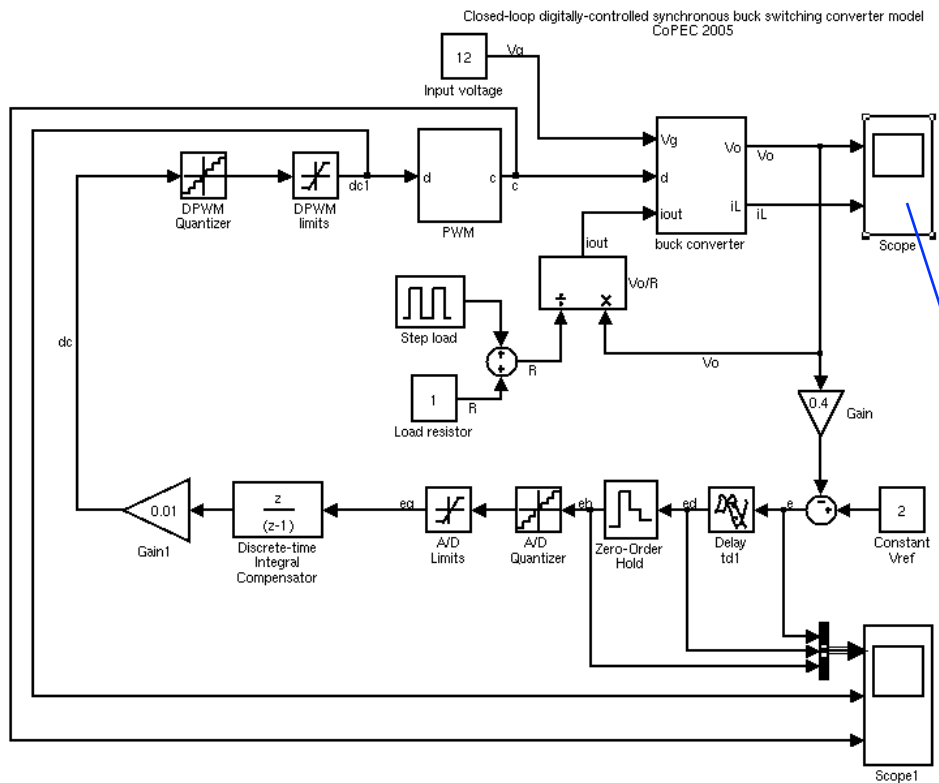 Closed-loop digitally-controlled synchronous buck switching converter model
CoPEC 2005
12
Vg
Input voltage
Vg
d
iout
Vo
iL
buck converter
Vo
iL
Scope
DPWM
Quantizer
DPWM
limits
dc1
d
c
PWM
c
iout
Vo/R
÷
×
Step load
+
+
R
1
R
Load resistor
Vo
dc
0.4
Gain
0.01
Gain1
z
(z-1)
Discrete-time
Integral
Compensator
eq
A/D
Limits
A/D
Quantizer
eh
Zero-Order
Hold
ed
Delay
td1
e
-
+
2
Constant
Vref
Scope1